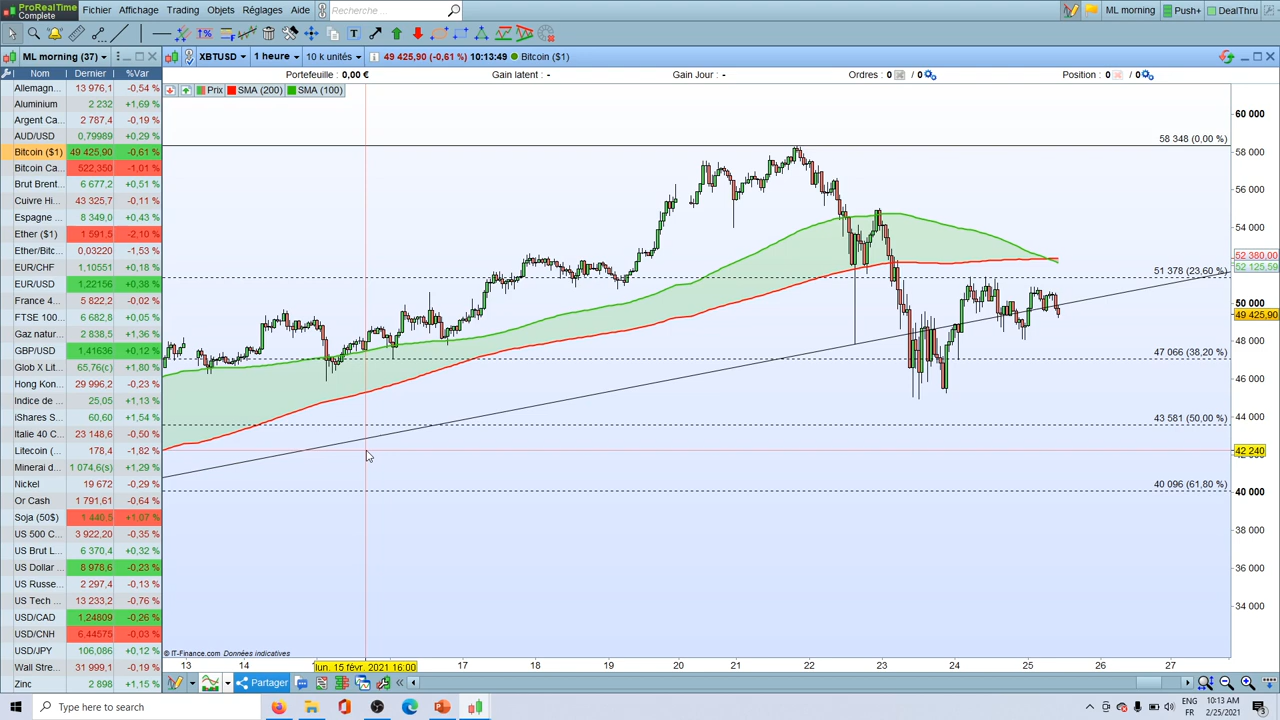 ProRealTime
Complete
Fichier Affichage Trading Objets Réglages Aide Recherche ML morning Push+ DealThru
ML morning (37) XBTUSD 1 heure 10 k unités 49 425,90 (-0,61 %) 10:13:49 Bitcoin ($1)
Portefeuille : 0,00 € Gain latent : - Gain Jour : - Ordres : 0 / 0 Position : 0 / 0
Prix SMA (200) SMA (100)
Nom Dernier %Var
Allemagn... 13 976,1 -0,54 %
Aluminium 2 232 +1,69 %
Argent Ca... 2 787,4 -0,19 %
AUD/USD 0,79989 +0,29 %
Bitcoin ($1) 49 425,90 -0,61 %
Bitcoin Ca... 522,350 -1,01 %
Brut Brent... 6 677,2 +0,51 %
Cuivre Hi... 43 325,7 -0,11 %
Espagne ... 8 349,0 +0,43 %
Ether ($1) 1 591,5 -2,10 %
Ether/Bitc... 0,03220 -1,53 %
EUR/CHF 1,10551 +0,18 %
EUR/USD 1,22156 +0,38 %
France 4... 5 822,2 -0,02 %
FTSE 100 6 682,8 +0,05 %
Gaz natur... 2 838,5 +1,36 %
GBP/USD 1,41636 +0,12 %
Glob X Lit... 65,76(c) +1,80 %
Hong Kon... 29 996,2 -0,23 %
Indice de ... 25,05 +1,13 %
iShares S... 60,60 +1,54 %
Italie 40 C... 23 148,6 -0,50 %
Litecoin (... 178,4 -1,82 %
Minerai d... 1 074,6(s) +1,29 %
Nickel 19 672 -0,29 %
Or Cash 1 791,61 -0,64 %
Soja (50$) 1 440,5 +1,07 %
US 500 C... 3 922,20 -0,35 %
US Brut L... 6 370,4 +0,32 %
US Dollar ... 8 978,6 -0,23 %
US Russe... 2 297,4 -0,13 %
US Tech ... 13 233,2 -0,76 %
USD/CAD 1,24809 -0,26 %
USD/CNH 6,44575 -0,03 %
USD/JPY 106,086 +0,12 %
Wall Stre... 31 999,1 -0,19 %
Zinc 2 898 +1,15 %
58 348 (0,00 %)
51 378 (23,60 %)
47 066 (38,20 %)
43 581 (50,00 %)
40 096 (61,80 %)
60 000
58 000
56 000
54 000
52 380,00
52 125,59
50 000
49 425,90
48 000
46 000
44 000
42 240
40 000
38 000
36 000
34 000
© IT-Finance.com Données indicatives
13 14 lun. 15 févr. 2021 16:00 17 18 19 20 21 22 23 24 25 26 27
Partager
Type here to search
ENG 10:13 AM
FR 2/25/2021
3